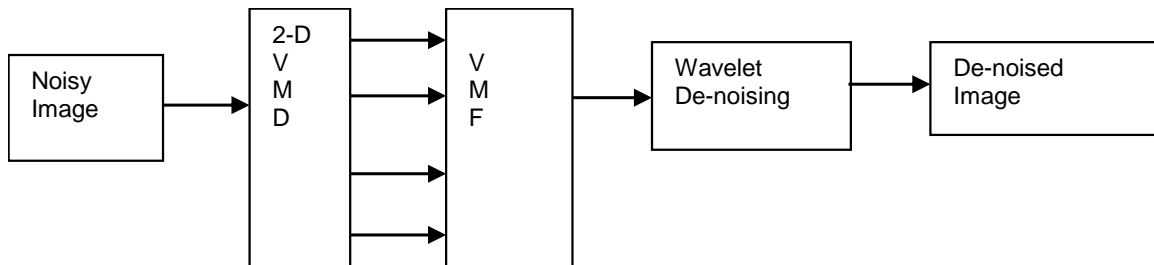 Noisy
Image
2-D
V
M
D
V
M
F
Wavelet
De-noising
De-noised
Image